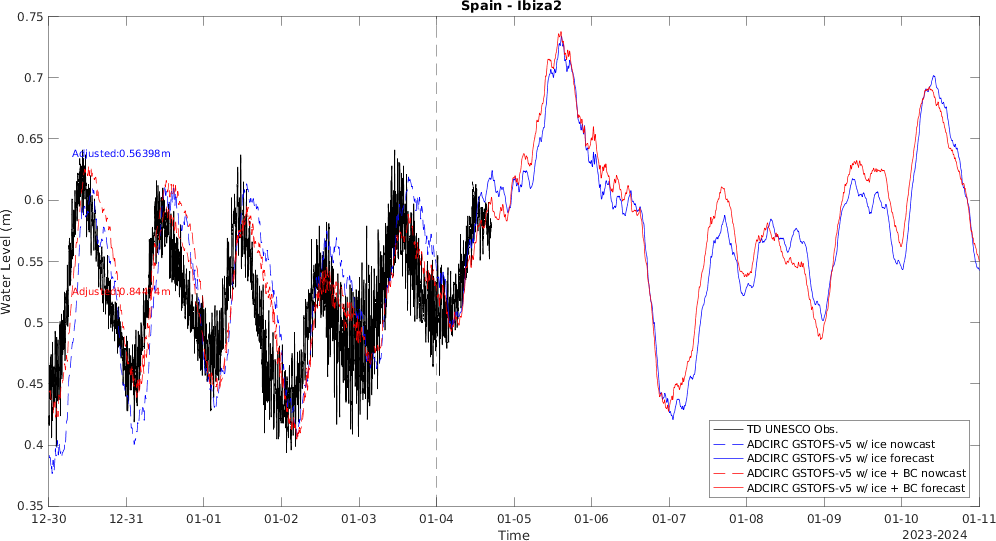 Spain - Ibiza2
0.75
0.7
0.65
0.6
0.55
0.5
0.45
0.4
0.35
Water Level (m)
Adjusted:0.56398m
TD UNESCO Obs.
ADCIRC GSTOFS-v5 w/ ice nowcast
ADCIRC GSTOFS-v5 w/ ice forecast
ADCIRC GSTOFS-v5 w/ ice + BC nowcast
ADCIRC GSTOFS-v5 w/ ice + BC forecast
12-30 12-31 01-01 01-02 01-03 01-04 01-05 01-06 01-07 01-08 01-09 01-10 01-11
Time
2023-2024